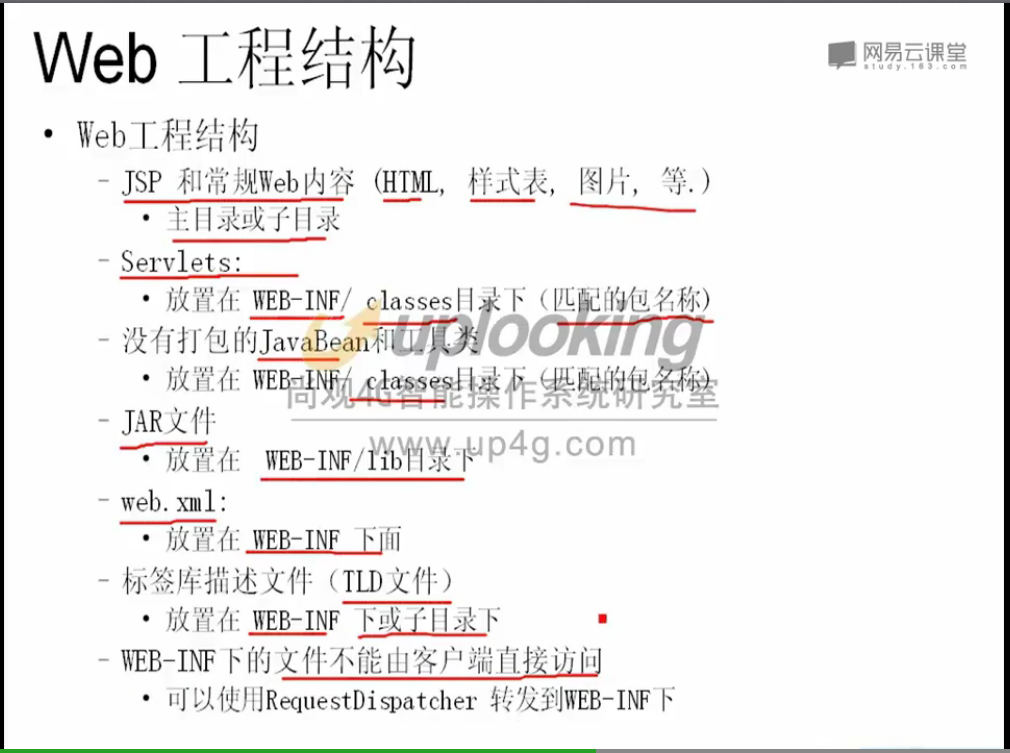 Web 工程结构
网易云课堂
study.163.com
• Web工程结构
– JSP 和常规Web内容 (HTML, 样式表, 图片, 等.)
• 主目录或子目录
– Servlets:
• 放置在 WEB-INF/ classes目录下（匹配的包名称)
uplooking
– 没有打包的JavaBean和工具类
• 放置在 WEB-INF/ classes目录下（匹配的包名称)
尚观4G智能操作系统研究室
– JAR文件
www.up4g.com
• 放置在 WEB-INF/lib目录下
– web.xml:
• 放置在 WEB-INF 下面
– 标签库描述文件（TLD文件）
• 放置在 WEB-INF 下或子目录下
– WEB-INF下的文件不能由客户端直接访问
• 可以使用RequestDispatcher 转发到WEB-INF下